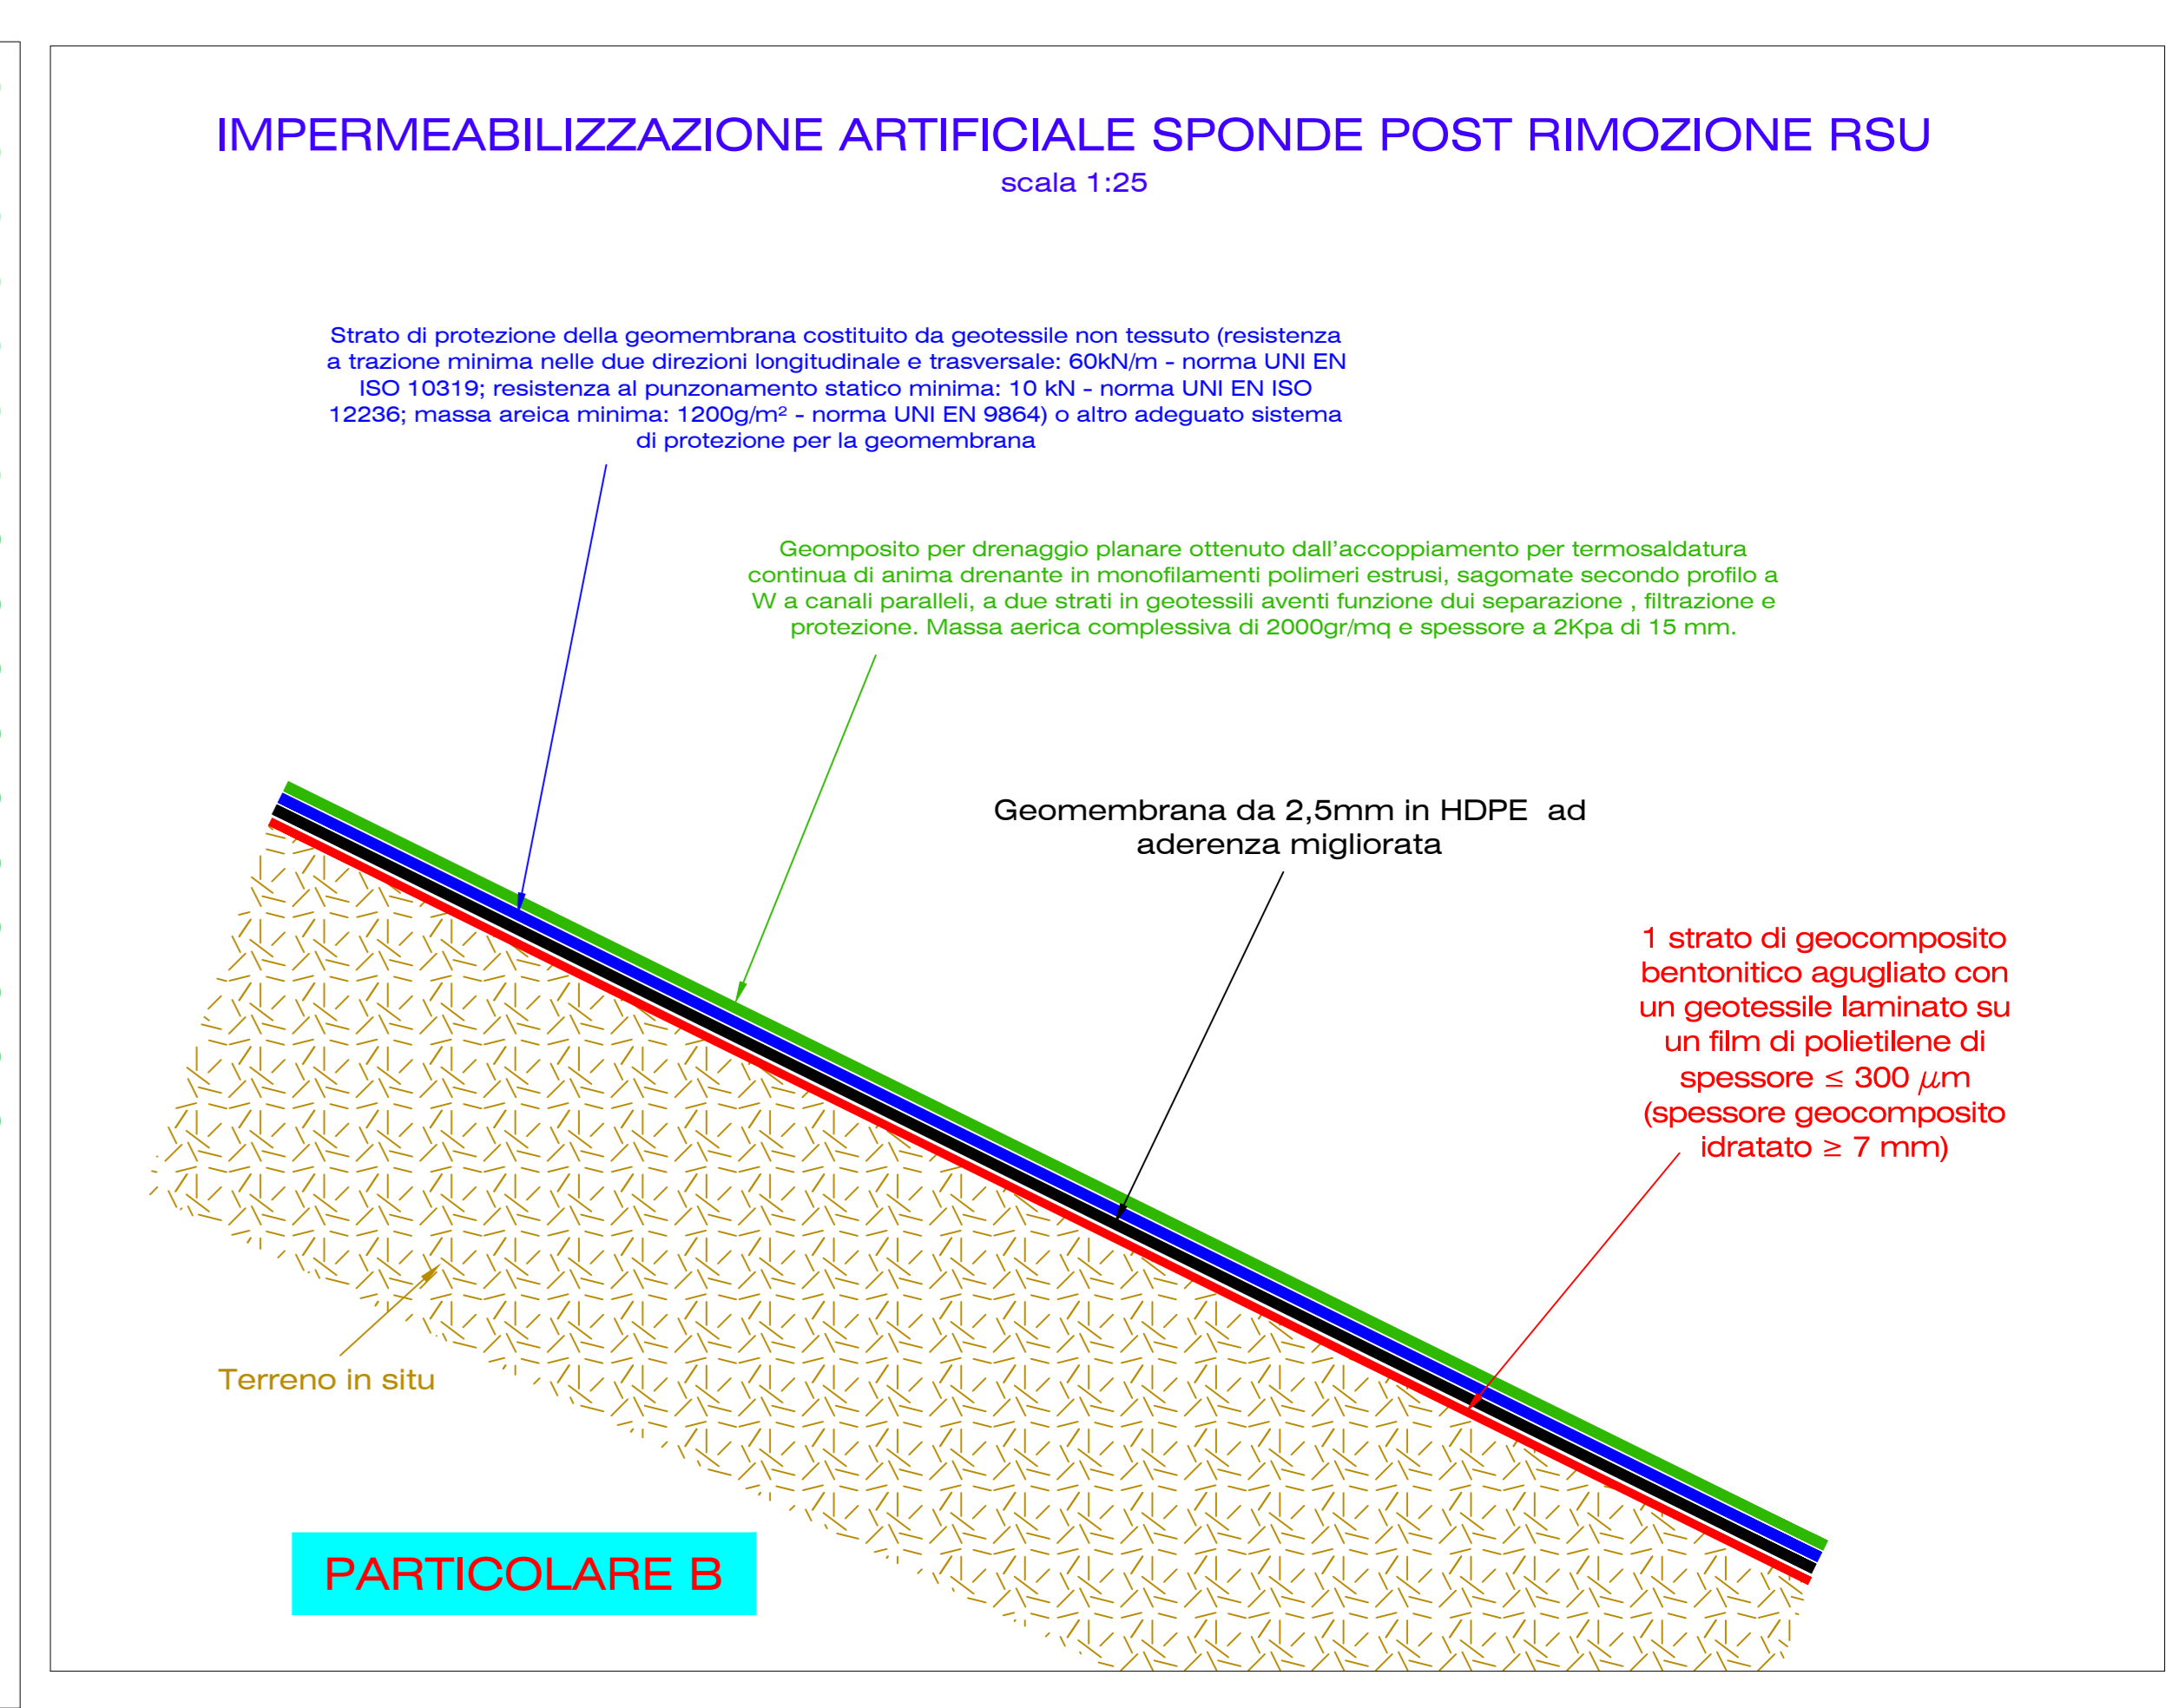 IMPERMEABILIZZAZIONE ARTIFICIALE SPONDE POST RIMOZIONE RSU
scala 1:25
Strato di protezione della geomembrana costituito da geotessile non tessuto (resistenza
a trazione minima nelle due direzioni longitudinale e trasversale: 60kN/m - norma UNI EN
ISO 10319; resistenza al punzonamento statico minima: 10 kN - norma UNI EN ISO
12236; massa areica minima: 1200g/m² - norma UNI EN 9864) o altro adeguato sistema
di protezione per la geomembrana
Geomposito per drenaggio planare ottenuto dall'accoppiamento per termosaldatura
continua di anima drenante in monofilamenti polimeri estrusi, sagomate secondo profilo a
W a canali paralleli, a due strati in geotessili aventi funzione dui separazione , filtrazione e
protezione. Massa aerica complessiva di 2000gr/mq e spessore a 2Kpa di 15 mm.
Geomembrana da 2,5mm in HDPE ad
aderenza migliorata
1 strato di geocomposito
bentonitico agugliato con
un geotessile laminato su
un film di polietilene di
spessore ≤ 300 μm
(spessore geocomposito
idratato ≥ 7 mm)
Terreno in situ
PARTICOLARE B